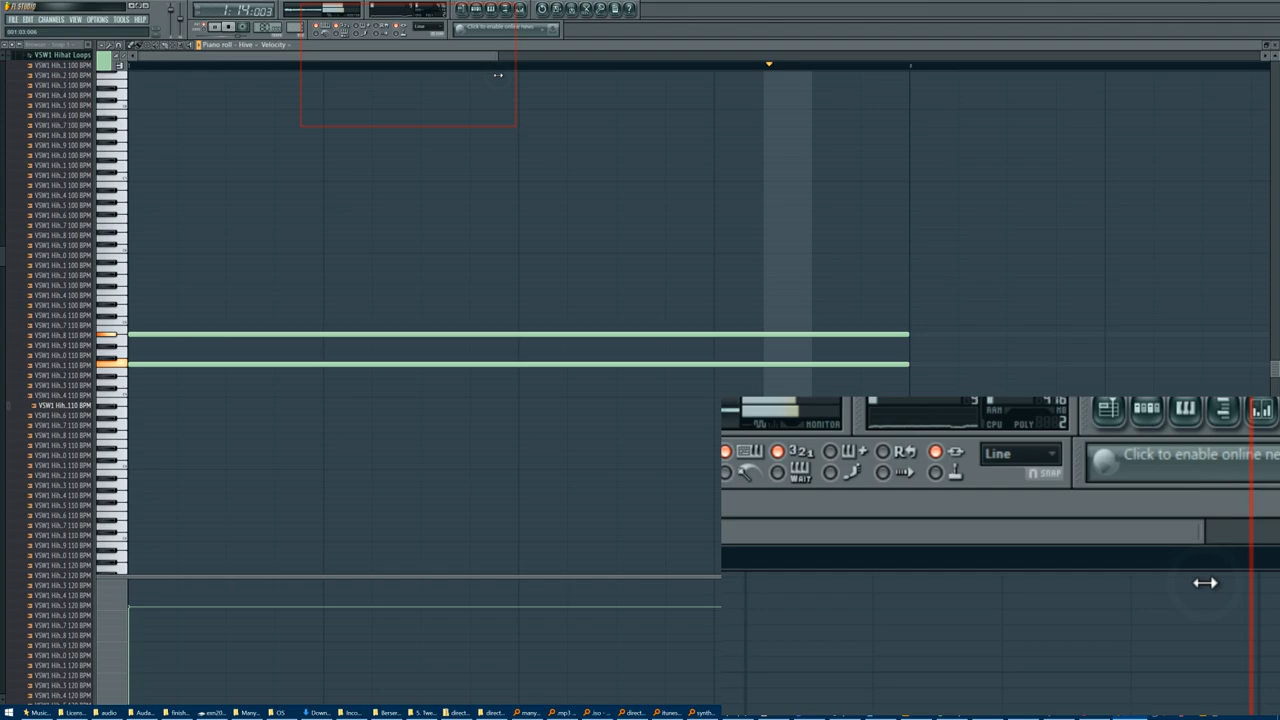 FL STUDIO
FILE EDIT CHANNELS VIEW OPTIONS TOOLS HELP
001:03:006
1:14:003
Line
Click to enable online news
Browser - Snap 1
Piano roll - Hive - Velocity
VSW1 Hihat Loops
VSW1 Hih..1 100 BPM
VSW1 Hih..2 100 BPM
VSW1 Hih..3 100 BPM
VSW1 Hih..4 100 BPM
VSW1 Hih..5 100 BPM
VSW1 Hih..6 100 BPM
VSW1 Hih..7 100 BPM
VSW1 Hih..8 100 BPM
VSW1 Hih..9 100 BPM
VSW1 Hih..0 100 BPM
VSW1 Hih..1 100 BPM
VSW1 Hih..2 100 BPM
VSW1 Hih..3 100 BPM
VSW1 Hih..4 100 BPM
VSW1 Hih..5 100 BPM
VSW1 Hih..6 100 BPM
VSW1 Hih..7 100 BPM
VSW1 Hih..8 100 BPM
VSW1 Hih..9 100 BPM
VSW1 Hih..0 100 BPM
VSW1 Hih..1 100 BPM
VSW1 Hih..2 100 BPM
VSW1 Hih..3 100 BPM
VSW1 Hih..4 100 BPM
VSW1 Hih..5 100 BPM
VSW1 Hih..6 110 BPM
VSW1 Hih..7 110 BPM
VSW1 Hih..8 110 BPM
VSW1 Hih..9 110 BPM
VSW1 Hih..0 110 BPM
VSW1 Hih..1 110 BPM
VSW1 Hih..2 110 BPM
VSW1 Hih..3 110 BPM
VSW1 Hih..4 110 BPM
VSW1 Hih..110 BPM
VSW1 Hih..6 110 BPM
VSW1 Hih..7 110 BPM
VSW1 Hih..8 110 BPM
VSW1 Hih..9 110 BPM
VSW1 Hih..0 110 BPM
VSW1 Hih..1 110 BPM
VSW1 Hih..2 110 BPM
VSW1 Hih..3 110 BPM
VSW1 Hih..4 110 BPM
VSW1 Hih..5 110 BPM
VSW1 Hih..6 110 BPM
VSW1 Hih..7 110 BPM
VSW1 Hih..8 110 BPM
VSW1 Hih..9 110 BPM
VSW1 Hih..0 110 BPM
VSW1 Hih..1 120 BPM
VSW1 Hih..2 120 BPM
VSW1 Hih..3 120 BPM
VSW1 Hih..4 120 BPM
VSW1 Hih..5 120 BPM
VSW1 Hih..6 120 BPM
VSW1 Hih..7 120 BPM
VSW1 Hih..8 120 BPM
VSW1 Hih..9 120 BPM
VSW1 Hih..0 120 BPM
VSW1 Hih..1 120 BPM
VSW1 Hih..2 120 BPM
VSW1 Hih..3 120 BPM
MONITOR
RAM
CPU POLY 2
MB
321
WAIT
R
Line
SNAP
Click to enable online ne
Music...
Licens...
audio
Auda...
finish...
exn20...
Many...
OS
Down...
Inco...
Berser...
5. Twe...
direct...
direct...
many...
.mp3 ...
.iso - ...
direct...
itunes...
synth...